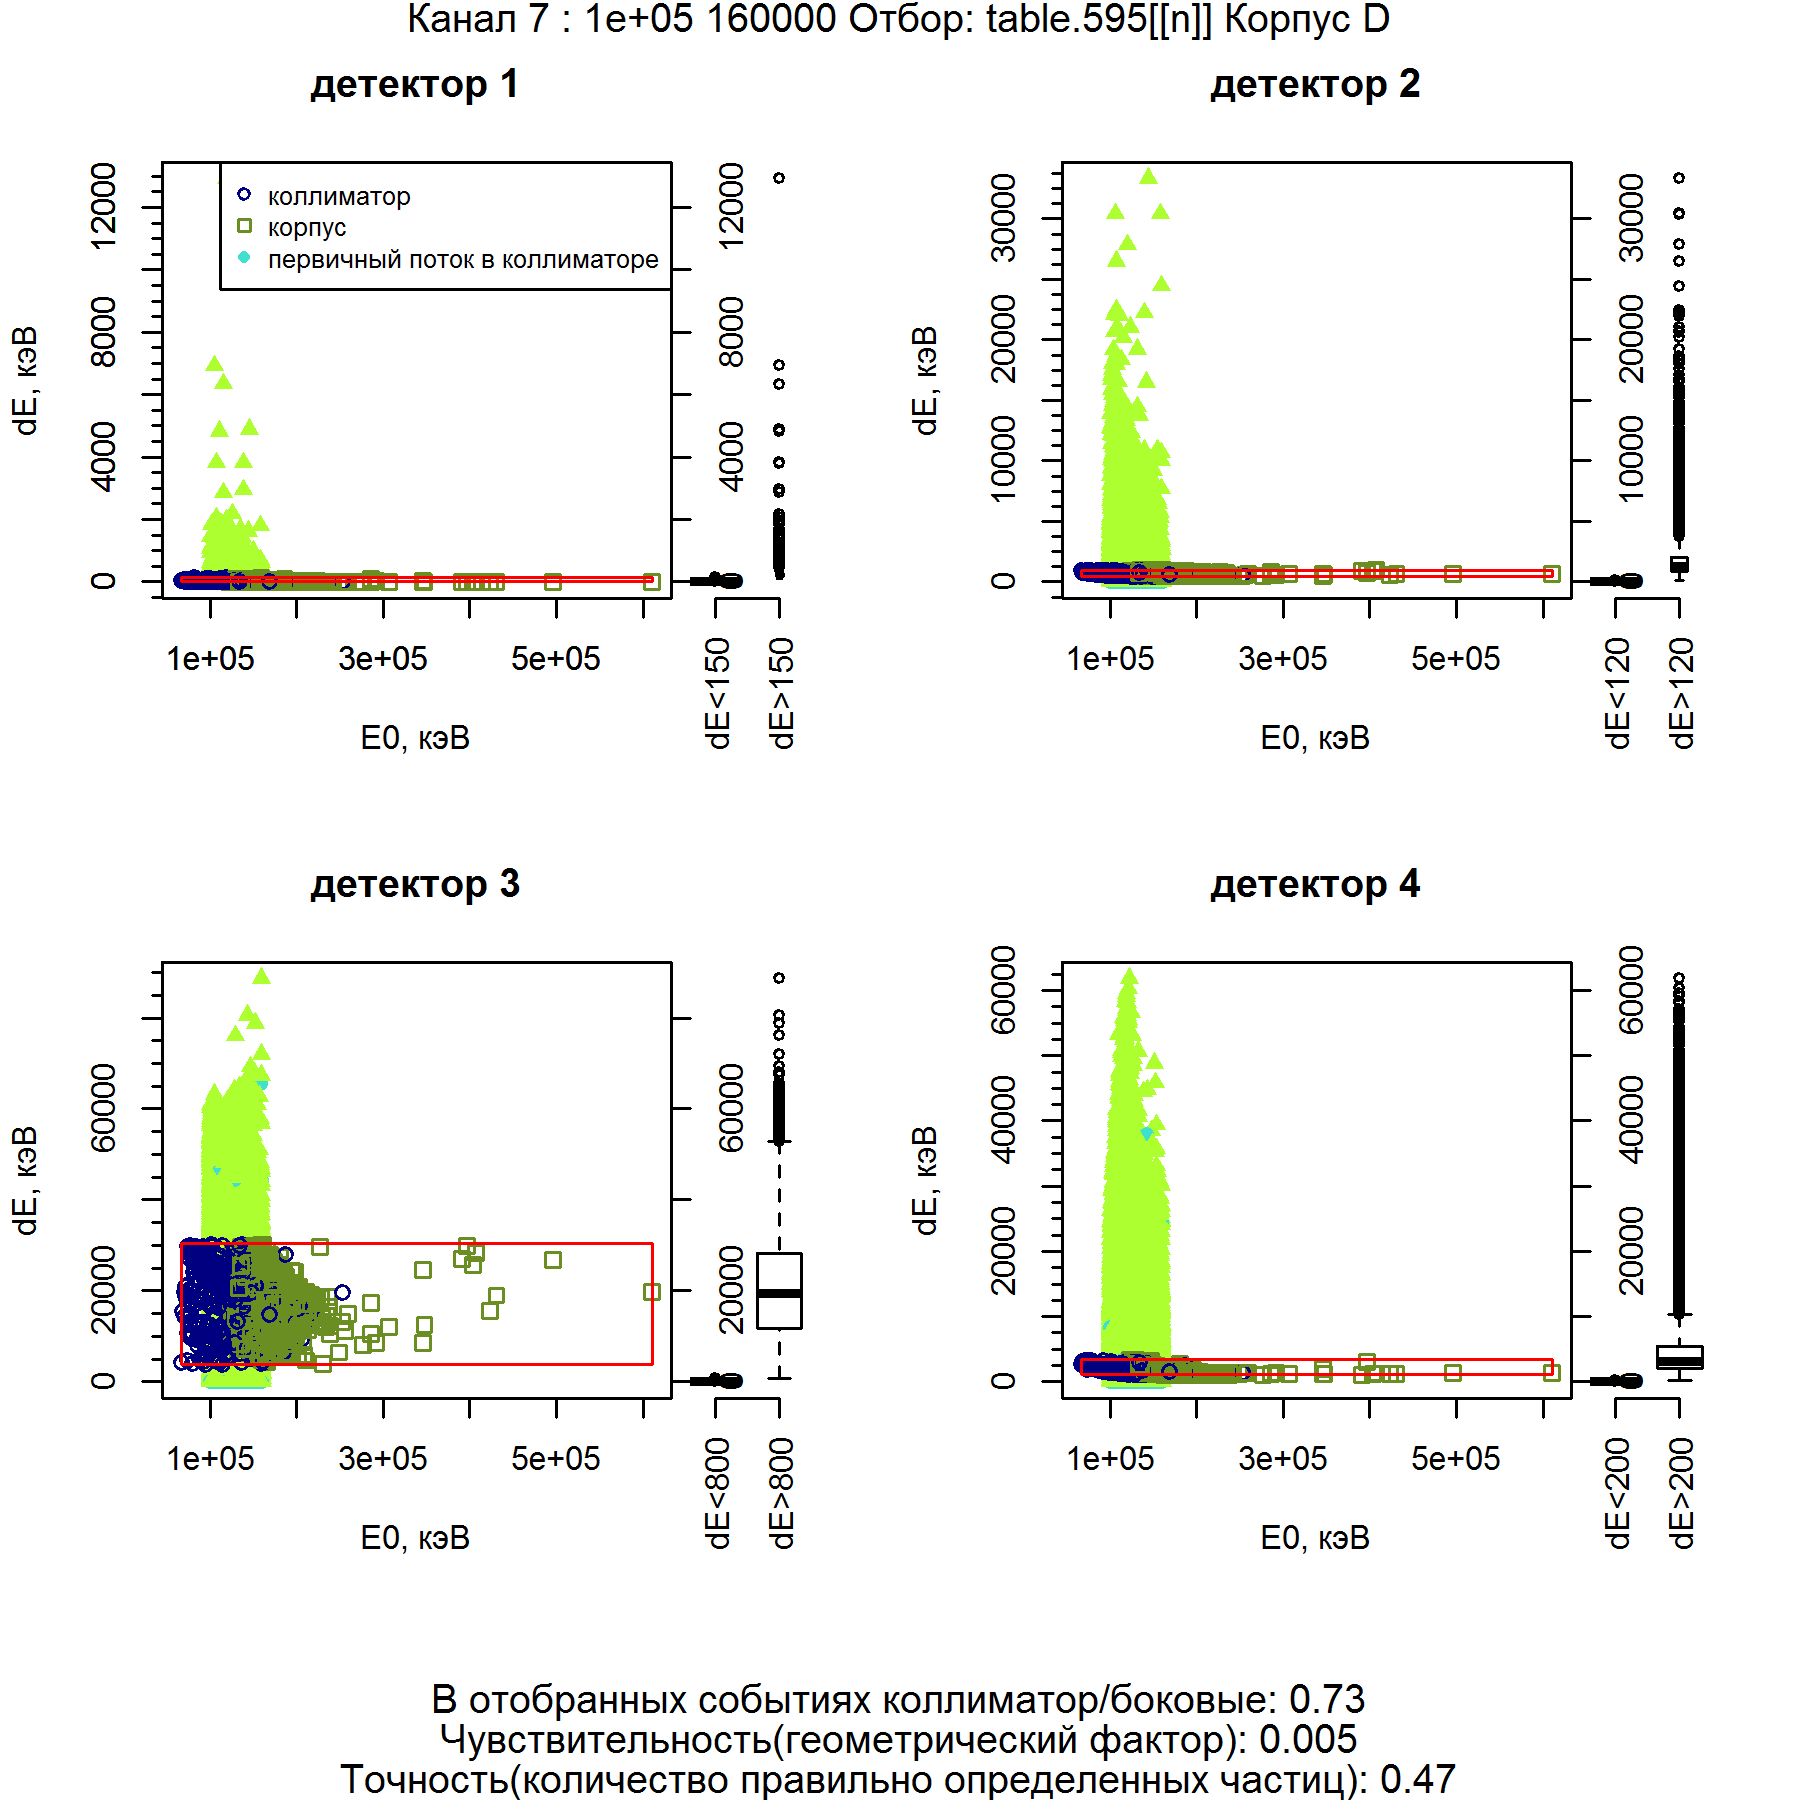 Канал 7 : 1e+05 160000 Отбор: table.595[[n]] Корпус D
детектор 1
dE, кэВ
0 4000 8000 12000
коллиматор
корпус
первичный поток в коллиматоре
1e+05 3e+05 5e+05
E0, кэВ
0 4000 8000 12000
dE<150
dE>150
детектор 2
dE, кэВ
0 10000 20000 30000
1e+05 3e+05 5e+05
E0, кэВ
0 10000 20000 30000
dE<120
dE>120
детектор 3
dE, кэВ
0 20000 60000
1e+05 3e+05 5e+05
E0, кэВ
0 20000 60000
dE<800
dE>800
детектор 4
dE, кэВ
0 20000 40000 60000
1e+05 3e+05 5e+05
E0, кэВ
0 20000 40000 60000
dE<200
dE>200
В отобранных событиях коллиматор/боковые: 0.73
Чувствительность(геометрический фактор): 0.005
Точность(количество правильно определенных частиц): 0.47